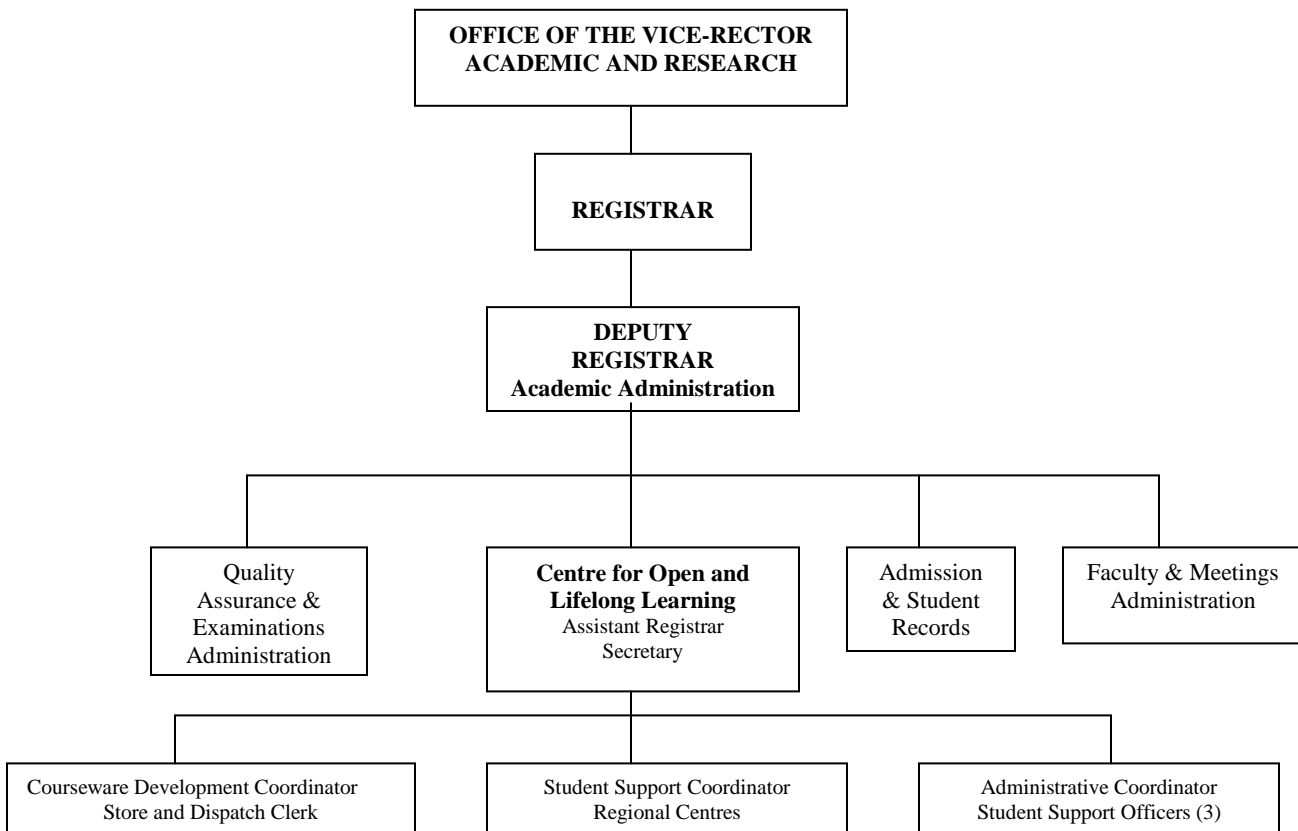 OFFICE OF THE VICE-RECTOR
ACADEMIC AND RESEARCH
REGISTRAR
DEPUTY
REGISTRAR
Academic Administration
Quality
Assurance &
Examinations
Administration
Centre for Open and
Lifelong Learning
Assistant Registrar
Secretary
Admission
& Student
Records
Faculty & Meetings
Administration
Courseware Development Coordinator
Store and Dispatch Clerk
Student Support Coordinator
Regional Centres
Administrative Coordinator
Student Support Officers (3)